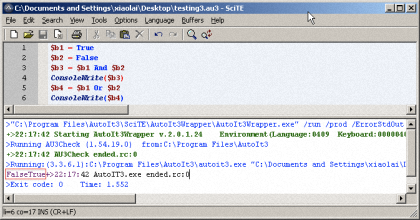 C:\Documents and Settings\xiaolai\Desktop\testing3.au3 - SciTE
File Edit Search View Tools Options Language Buffers Help
1 $b1 = True
2 $b2 = False
3 $b3 = $b1 And $b2
4 ConsoleWrite($b3)
5 $b4 = $b1 Or $b2
6 ConsoleWrite($b4)
>"C:\Program Files\AutoIt3\SciTE\AutoIt3Wrapper\AutoIt3Wrapper.exe" /run /prod /ErrorStdOut
+>22:17:42 Starting AutoIt3Wrapper v.2.0.1.24 Environment(Language:0409 Keyboard:00000404
>Running AU3Check (1.54.19.0) from:C:\Program Files\AutoIt3
+>22:17:42 AU3Check ended.rc:0
>Running:(3.3.6.1):C:\Program Files\AutoIt3\autoit3.exe "C:\Documents and Settings\xiaolai\
FalseTrue+>22:17:42 AutoIT3.exe ended.rc:0
>Exit code: 0 Time: 1.552
li=6 co=17 INS (CR+LF)